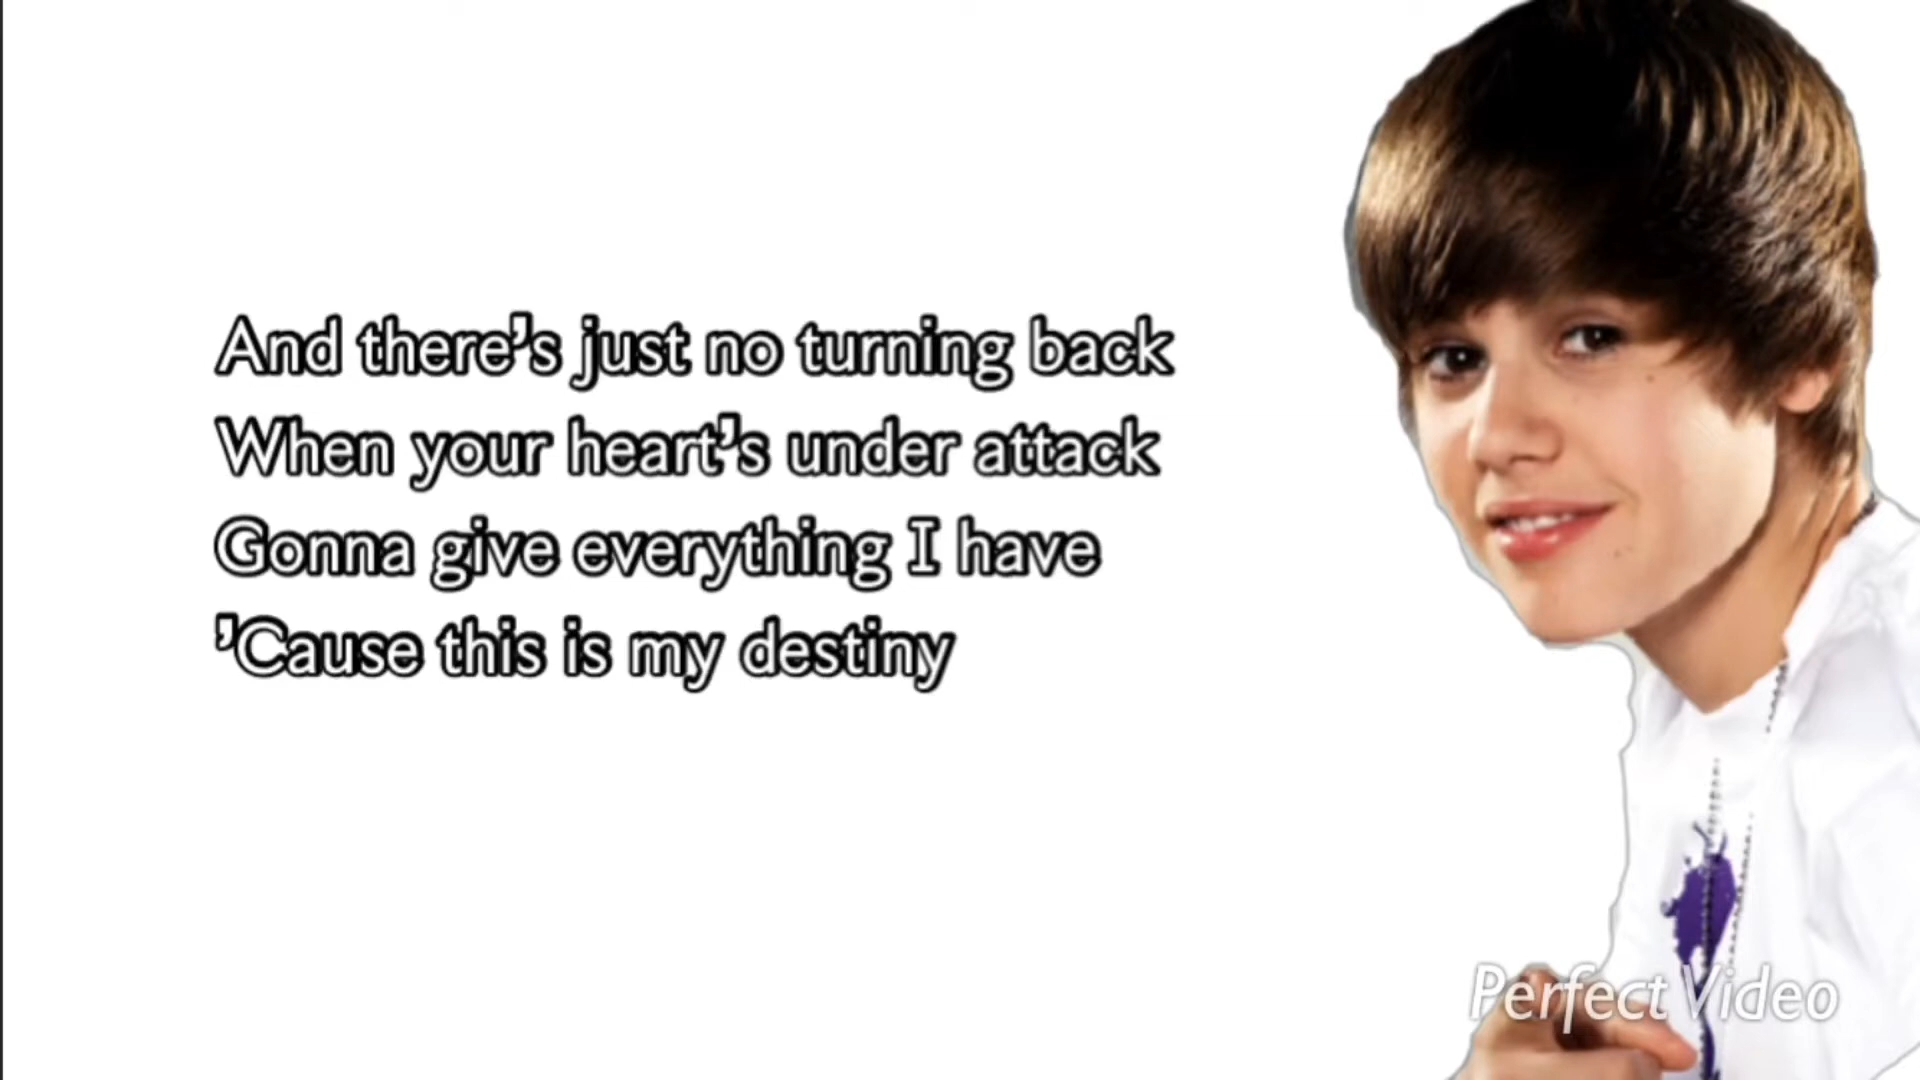 And there's just no turning back
When your heart's under attack
Gonna give everything I have
'Cause this is my destiny
Perfect Video